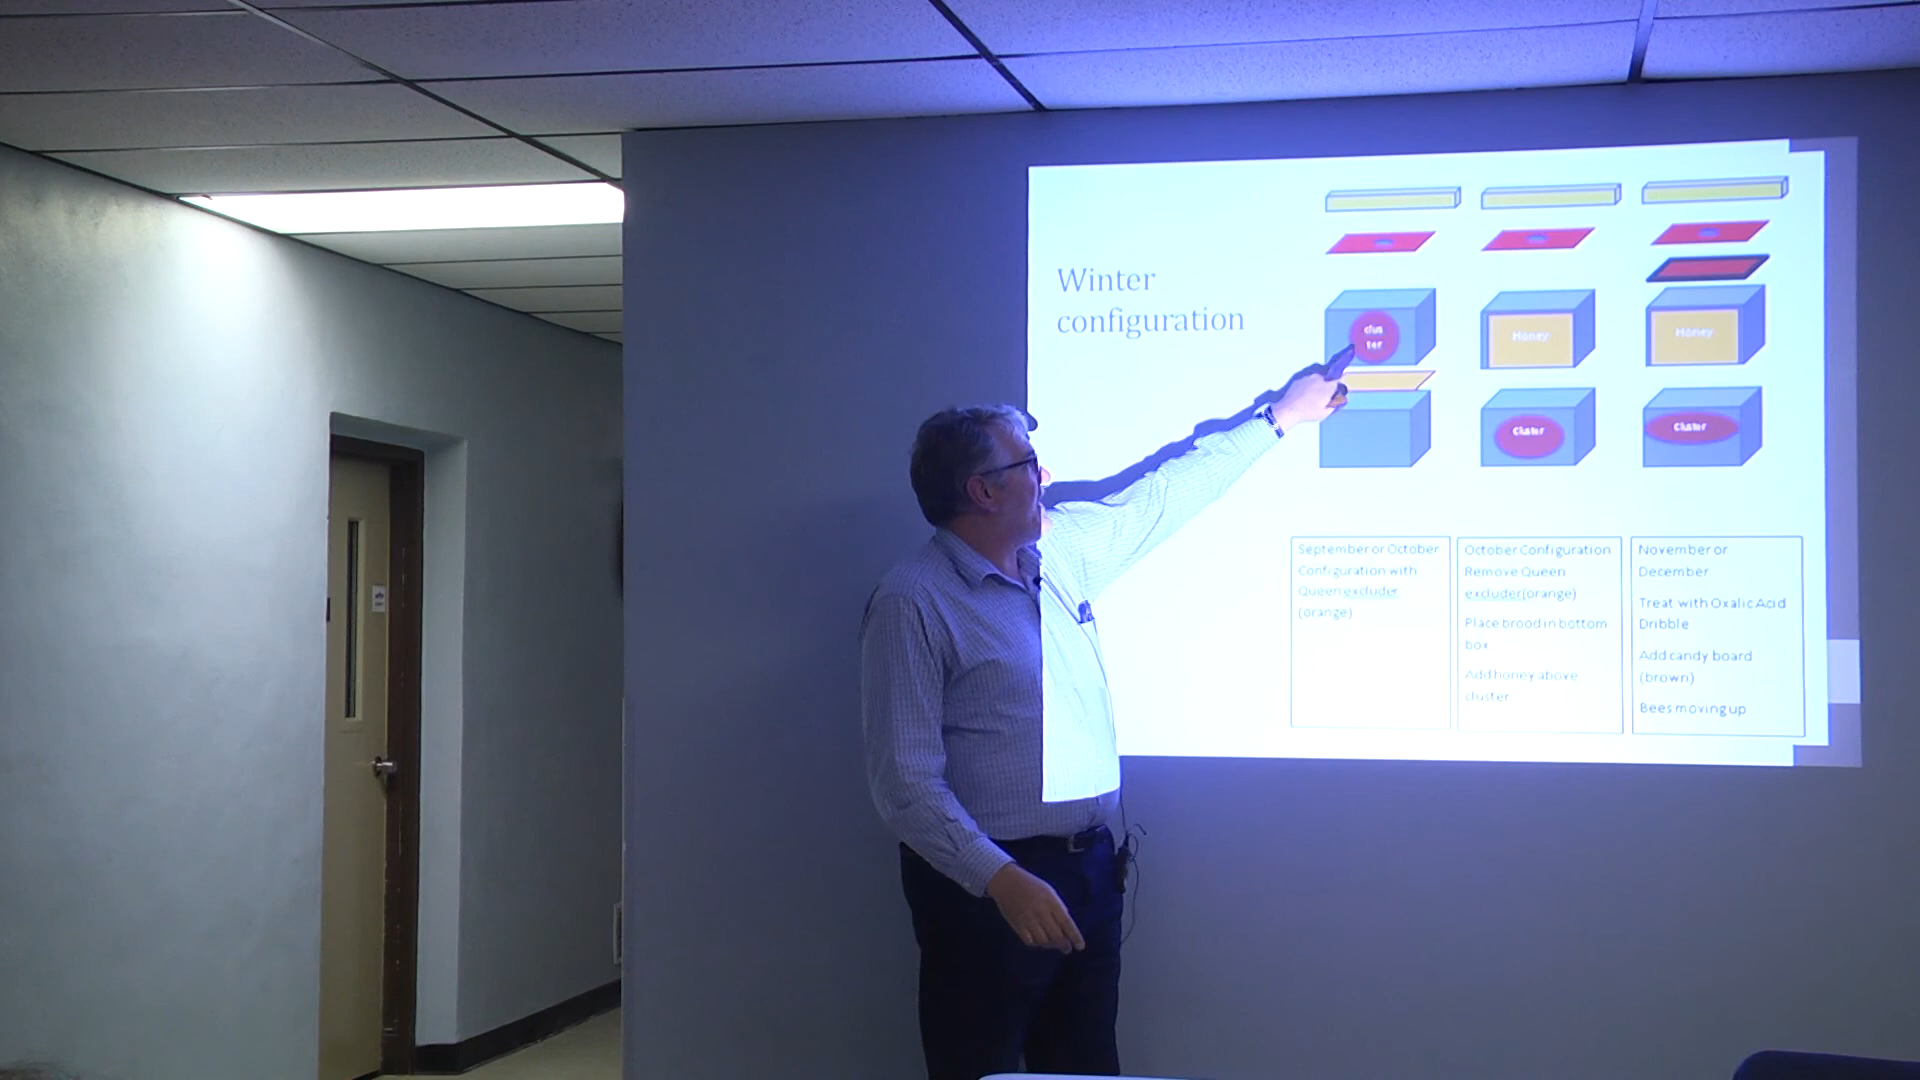 Winter
configuration
clus
ter
Honey
Honey
Cluster
Cluster
September or October
Configuration with
Queen excluder
(orange)
October Configuration
Remove Queen
excluder(orange)
Place brood in bottom
box
Add honey above
cluster
November or
December
Treat with Oxalic Acid
Dribble
Add candy board
(brown)
Bees moving up